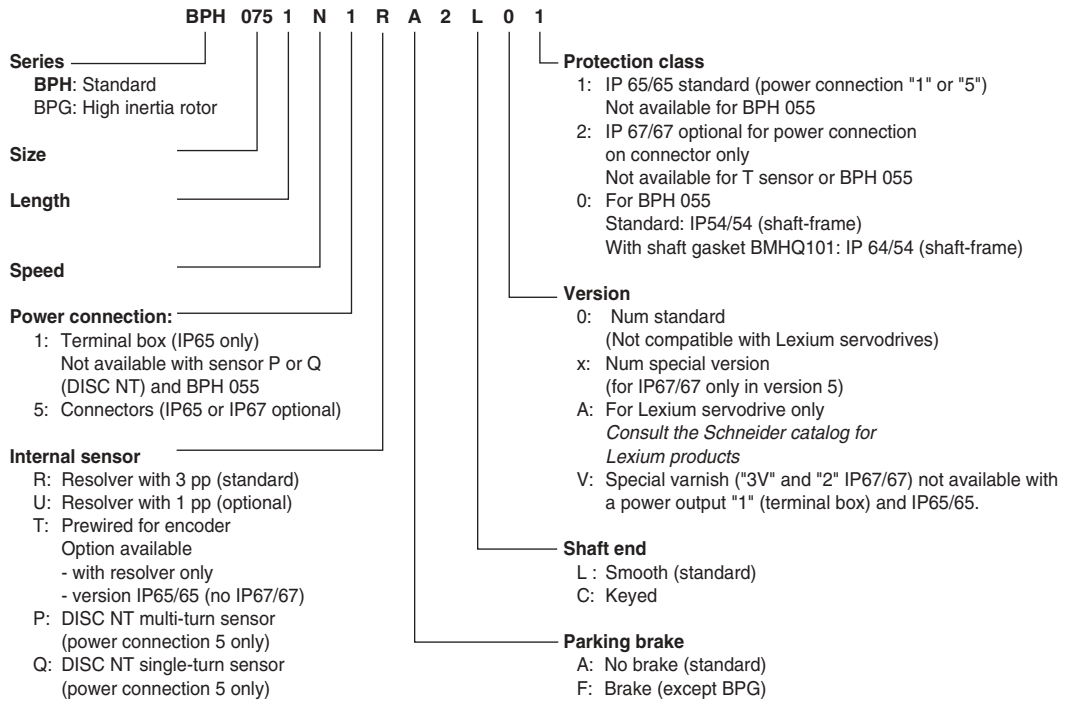 BPH 075 1 N 1 R A 2 L 0 1
Series
BPH: Standard
BPG: High inertia rotor
Size
Length
Speed
Power connection:
1: Terminal box (IP65 only)
Not available with sensor P or Q
(DISC NT) and BPH 055
5: Connectors (IP65 or IP67 optional)
Internal sensor
R: Resolver with 3 pp (standard)
U: Resolver with 1 pp (optional)
T: Prewired for encoder
Option available
- with resolver only
- version IP65/65 (no IP67/67)
P: DISC NT multi-turn sensor
(power connection 5 only)
Q: DISC NT single-turn sensor
(power connection 5 only)
Protection class
1: IP 65/65 standard (power connection "1" or "5")
Not available for BPH 055
2: IP 67/67 optional for power connection
on connector only
Not available for T sensor or BPH 055
0: For BPH 055
Standard: IP54/54 (shaft-frame)
With shaft gasket BMHQ101: IP 64/54 (shaft-frame)
Version
0: Num standard
(Not compatible with Lexium servodrives)
x: Num special version
(for IP67/67 only in version 5)
A: For Lexium servodrive only
Consult the Schneider catalog for
Lexium products
V: Special varnish ("3V" and "2" IP67/67) not available with
a power output "1" (terminal box) and IP65/65.
Shaft end
L : Smooth (standard)
C: Keyed
Parking brake
A: No brake (standard)
F: Brake (except BPG)